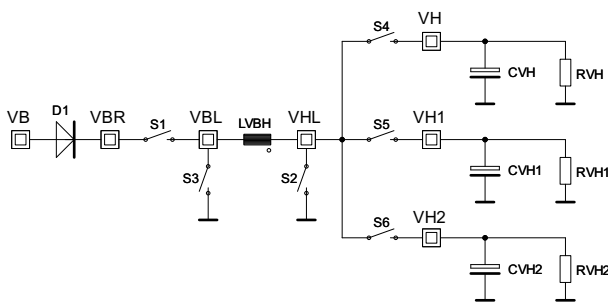 S4
VH
CVH
RVH
VB
D1
VBR
S1
VBL
LVBH
VHL
S5
VH1
S3
S2
CVH1
RVH1
S6
VH2
CVH2
RVH2